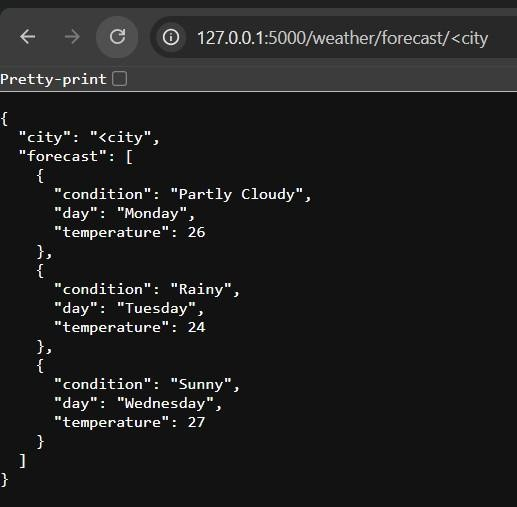 127.0.0.1:5000/weather/forecast/<city
Pretty-print
{
  "city": "<city",
  "forecast": [
    {
      "condition": "Partly Cloudy",
      "day": "Monday",
      "temperature": 26
    },
    {
      "condition": "Rainy",
      "day": "Tuesday",
      "temperature": 24
    },
    {
      "condition": "Sunny",
      "day": "Wednesday",
      "temperature": 27
    }
  ]
}